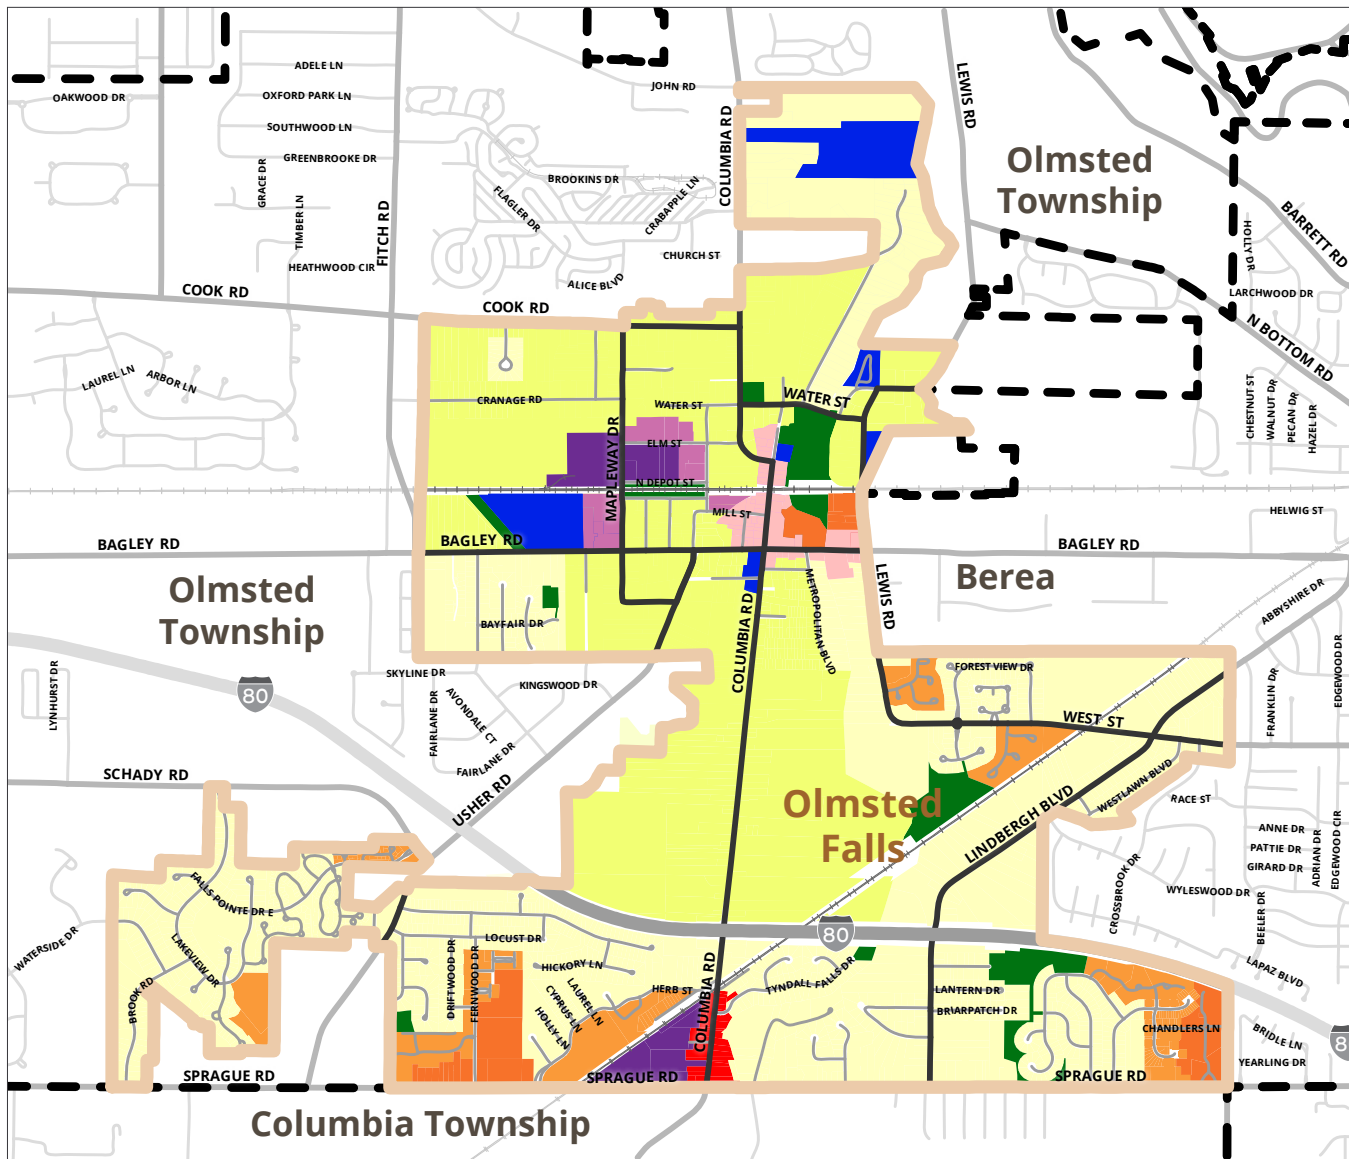 ADELE LN
OAKWOOD DR
OXFORD PARK LN
SOUTHWOOD LN
GREENBROOKE DR
GRACE DR
TIMBER LN
HEATHWOOD CIR
FITCH RD
COOK RD
JOHN RD
COLUMBIA RD
LEWIS RD
BROOKINS DR
FLAGLER DR
CRABAPPLE LN
CHURCH ST
ALICE BLVD
COOK RD
Olmsted
Township
BARRETT RD
HOLLY DR
LARCHWOOD DR
N BOTTOM RD
LAUREL LN
ARBOR LN
CRANAGE RD
WATER ST
WATER ST
ELM ST
MAPLEWAY DR
N DEPOT ST
MILL ST
CHESTNUT ST
WALNUT DR
PECAN DR
HAZEL DR
HELWIG ST
BAGLEY RD
BAGLEY RD
BAGLEY RD
Olmsted
Township
Berea
BAYFAIR DR
COLUMBIA RD
METROPOLITAN BLVD
LEWIS RD
ABBYSHIRE DR
EDGEWOOD DR
FRANKLIN DR
LYNHURST DR
80
SKYLINE DR
KINGSWOOD DR
FAIRLANE DR
AVONDALE CT
FAIRLANE DR
FOREST VIEW DR
WEST ST
SCHADY RD
USHER RD
Olmsted
Falls
LINDBERGH BLVD
WESTLAWN BLVD
RACE ST
ANNE DR
PATTIE DR
GIRARD DR
ADRIAN DR
EDGEWOOD CIR
CROSSBROOK DR
WYLESWOOD DR
BEELER DR
FALLS POINTE DR E
LAKEVIEW DR
WATERSIDE DR
BROOK RD
80
LOCUST DR
DRIFTWOOD DR
FERNWOOD DR
HICKORY LN
LAUREL LN
CYPRUS LN
HOLLY LN
HERB ST
COLUMBIA RD
TYNDALL FALLS DR
LANTERN DR
BRIARPATCH DR
LAPAZ BLVD
CHANDLERS LN
BRIDLE LN
YEARLING DR
8
SPRAGUE RD
SPRAGUE RD
SPRAGUE RD
Columbia Township